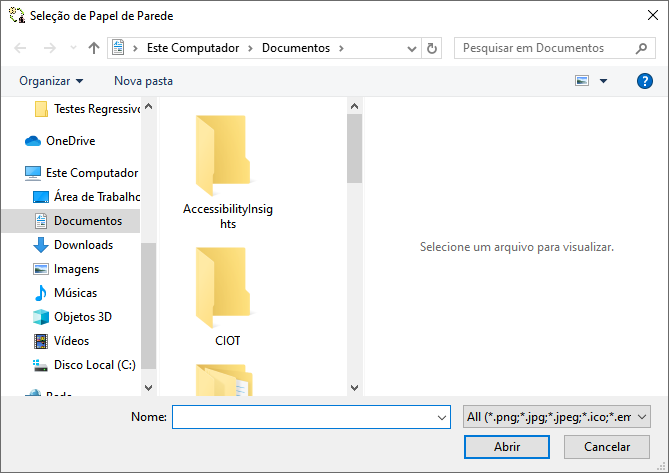 Seleção de Papel de Parede
Este Computador
Documentos
Pesquisar em Documentos
Organizar
Nova pasta
Testes Regressivo
OneDrive
Este Computador
Área de Trabalho
Documentos
Downloads
Imagens
Músicas
Objetos 3D
Vídeos
Disco Local (C:)
Rede
AccessibilityInsig
hts
CIOT
Selecione um arquivo para visualizar.
Nome:
All (*.png;*.jpg;*.jpeg;*.ico;*.em
Abrir
Cancelar